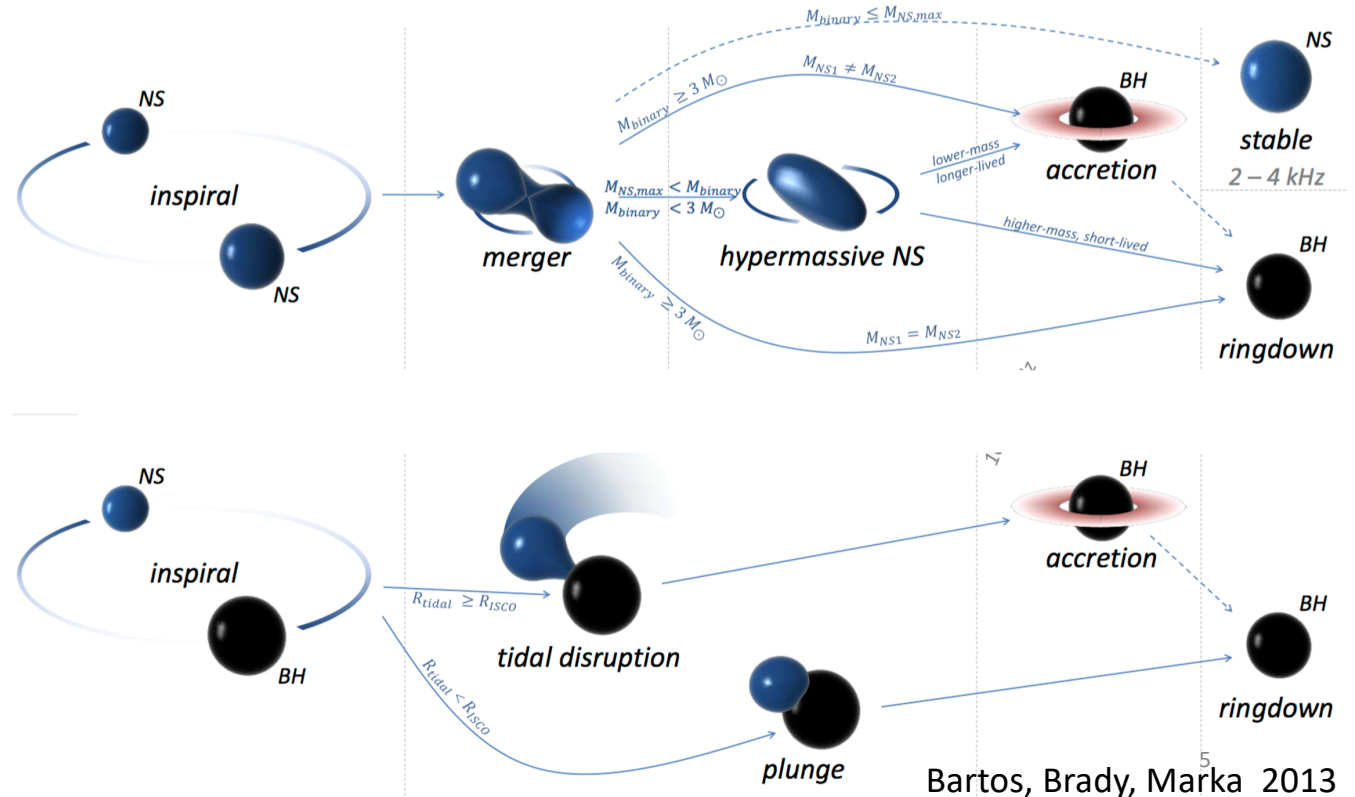 M_binary ≤ M_NS,max
NS
NS
M_NS1 ≠ M_NS2
BH
M_binary ≥ 3 M⊙
stable
inspiral
lower-mass
longer-lived
accretion
2 – 4 kHz
M_NS,max < M_binary
M_binary < 3 M⊙
NS
merger
hypermassive NS
higher-mass, short-lived
BH
M_binary ≥ 3 M⊙
M_NS1 = M_NS2
ringdown
NS
BH
inspiral
accretion
R_tidal ≥ R_ISCO
BH
tidal disruption
BH
R_tidal < R_ISCO
ringdown
plunge
5
Bartos, Brady, Marka 2013